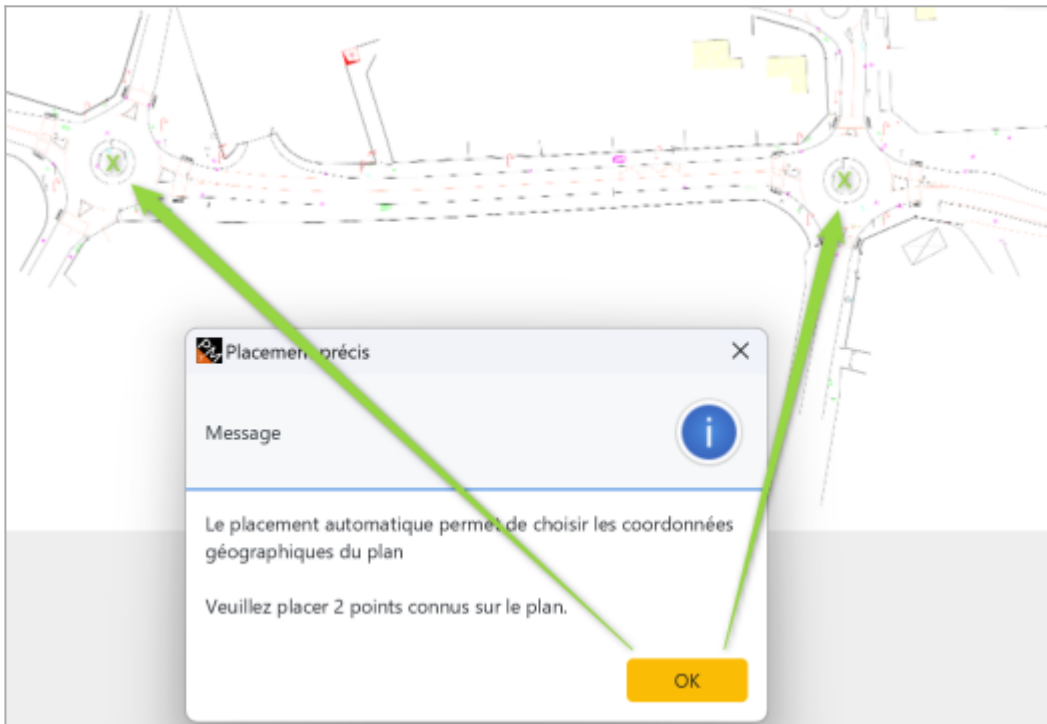 X
X
Placement précis
Message
Le placement automatique permet de choisir les coordonnées
géographiques du plan
Veuillez placer 2 points connus sur le plan.
OK